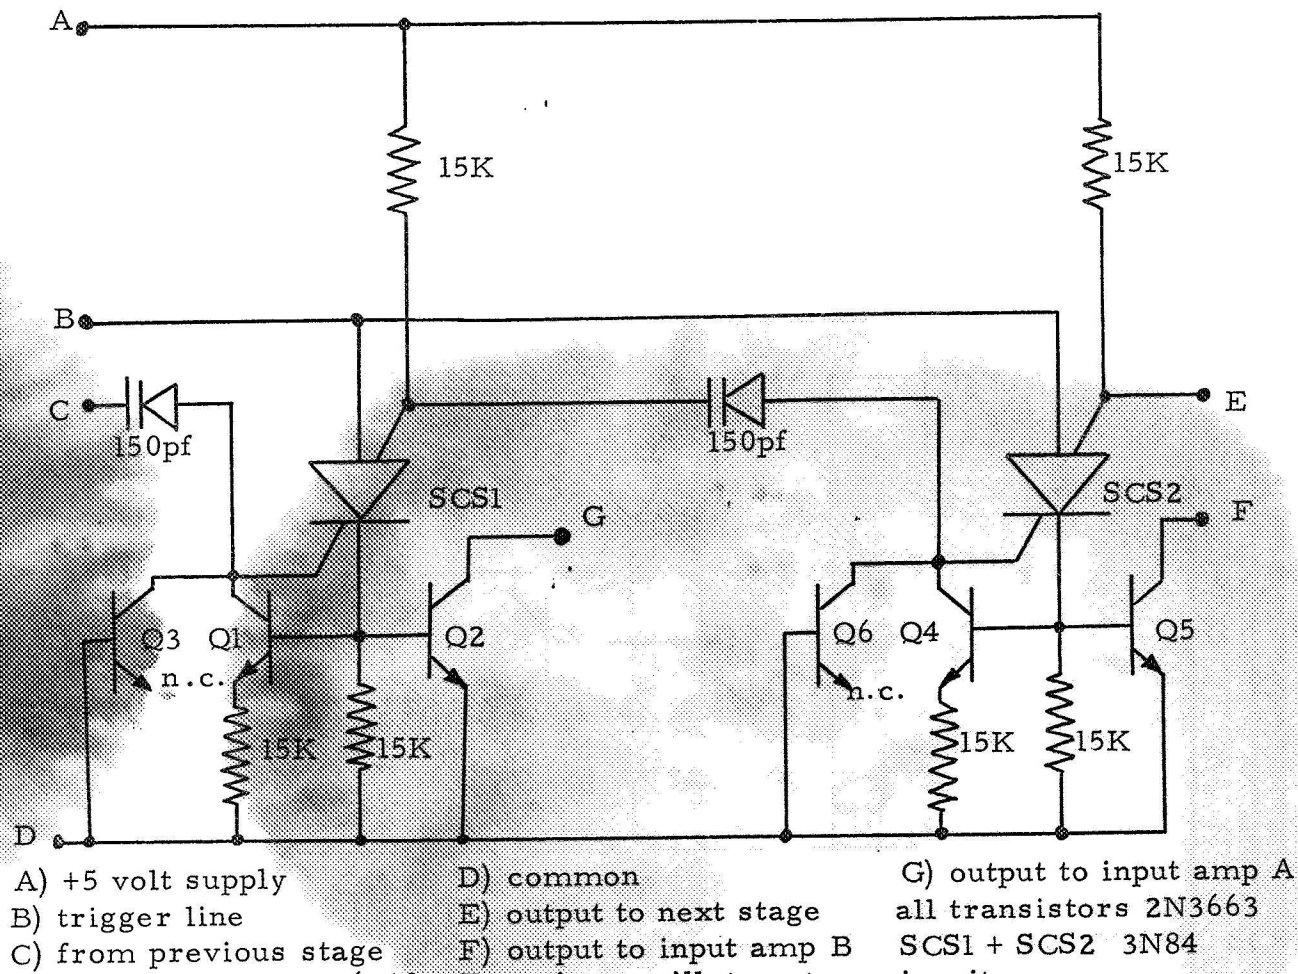 A
15K
15K
B
C
150pf
150pf
E
SCS1
SCS2
G
F
Q3
Q1
Q2
Q6
Q4
Q5
n.c.
n.c.
15K
15K
15K
15K
D
A) +5 volt supply
D) common
G) output to input amp A
B) trigger line
E) output to next stage
all transistors 2N3663
C) from previous stage
F) output to input amp B
SCS1 + SCS2 3N84